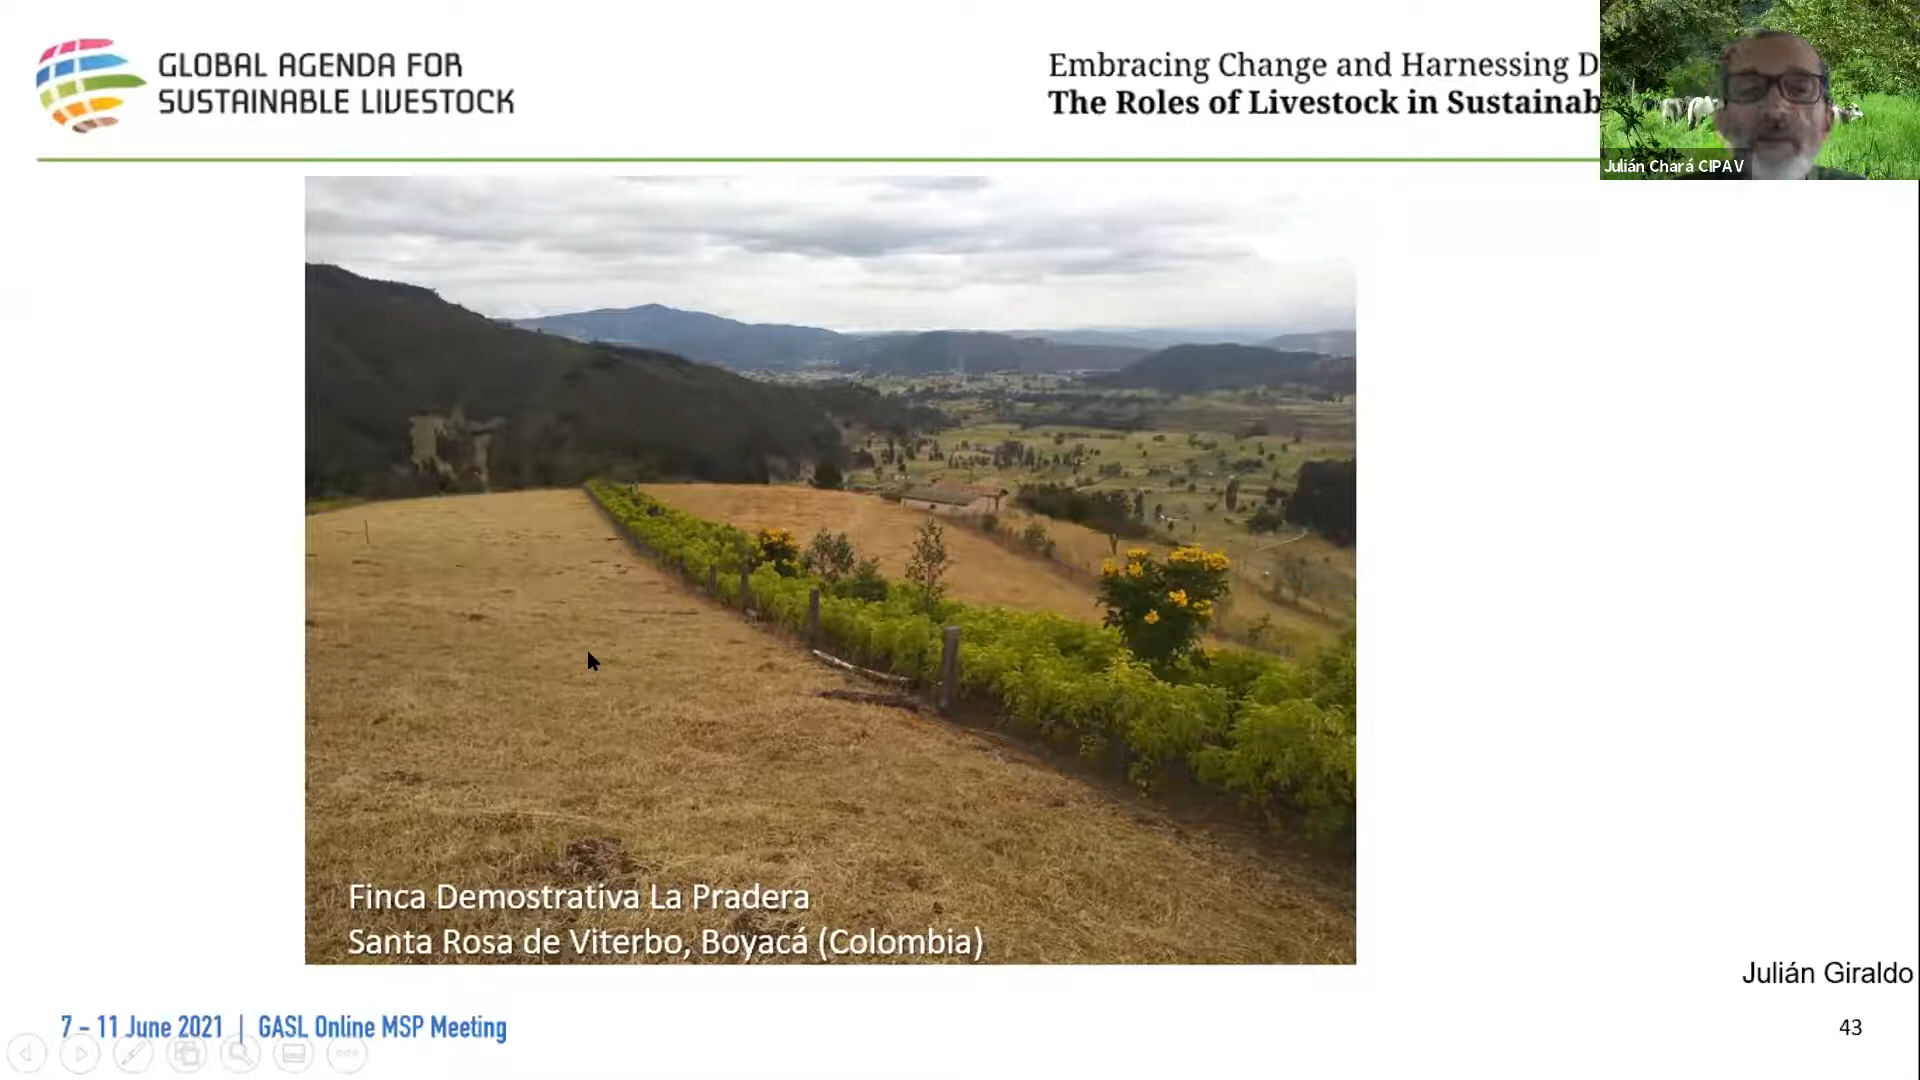 GLOBAL AGENDA FOR
SUSTAINABLE LIVESTOCK
Embracing Change and Harnessing D
The Roles of Livestock in Sustainab
Julián Chará CIPAV
Finca Demostrativa La Pradera
Santa Rosa de Viterbo, Boyacá (Colombia)
Julián Giraldo
7 – 11 June 2021 | GASL Online MSP Meeting
43